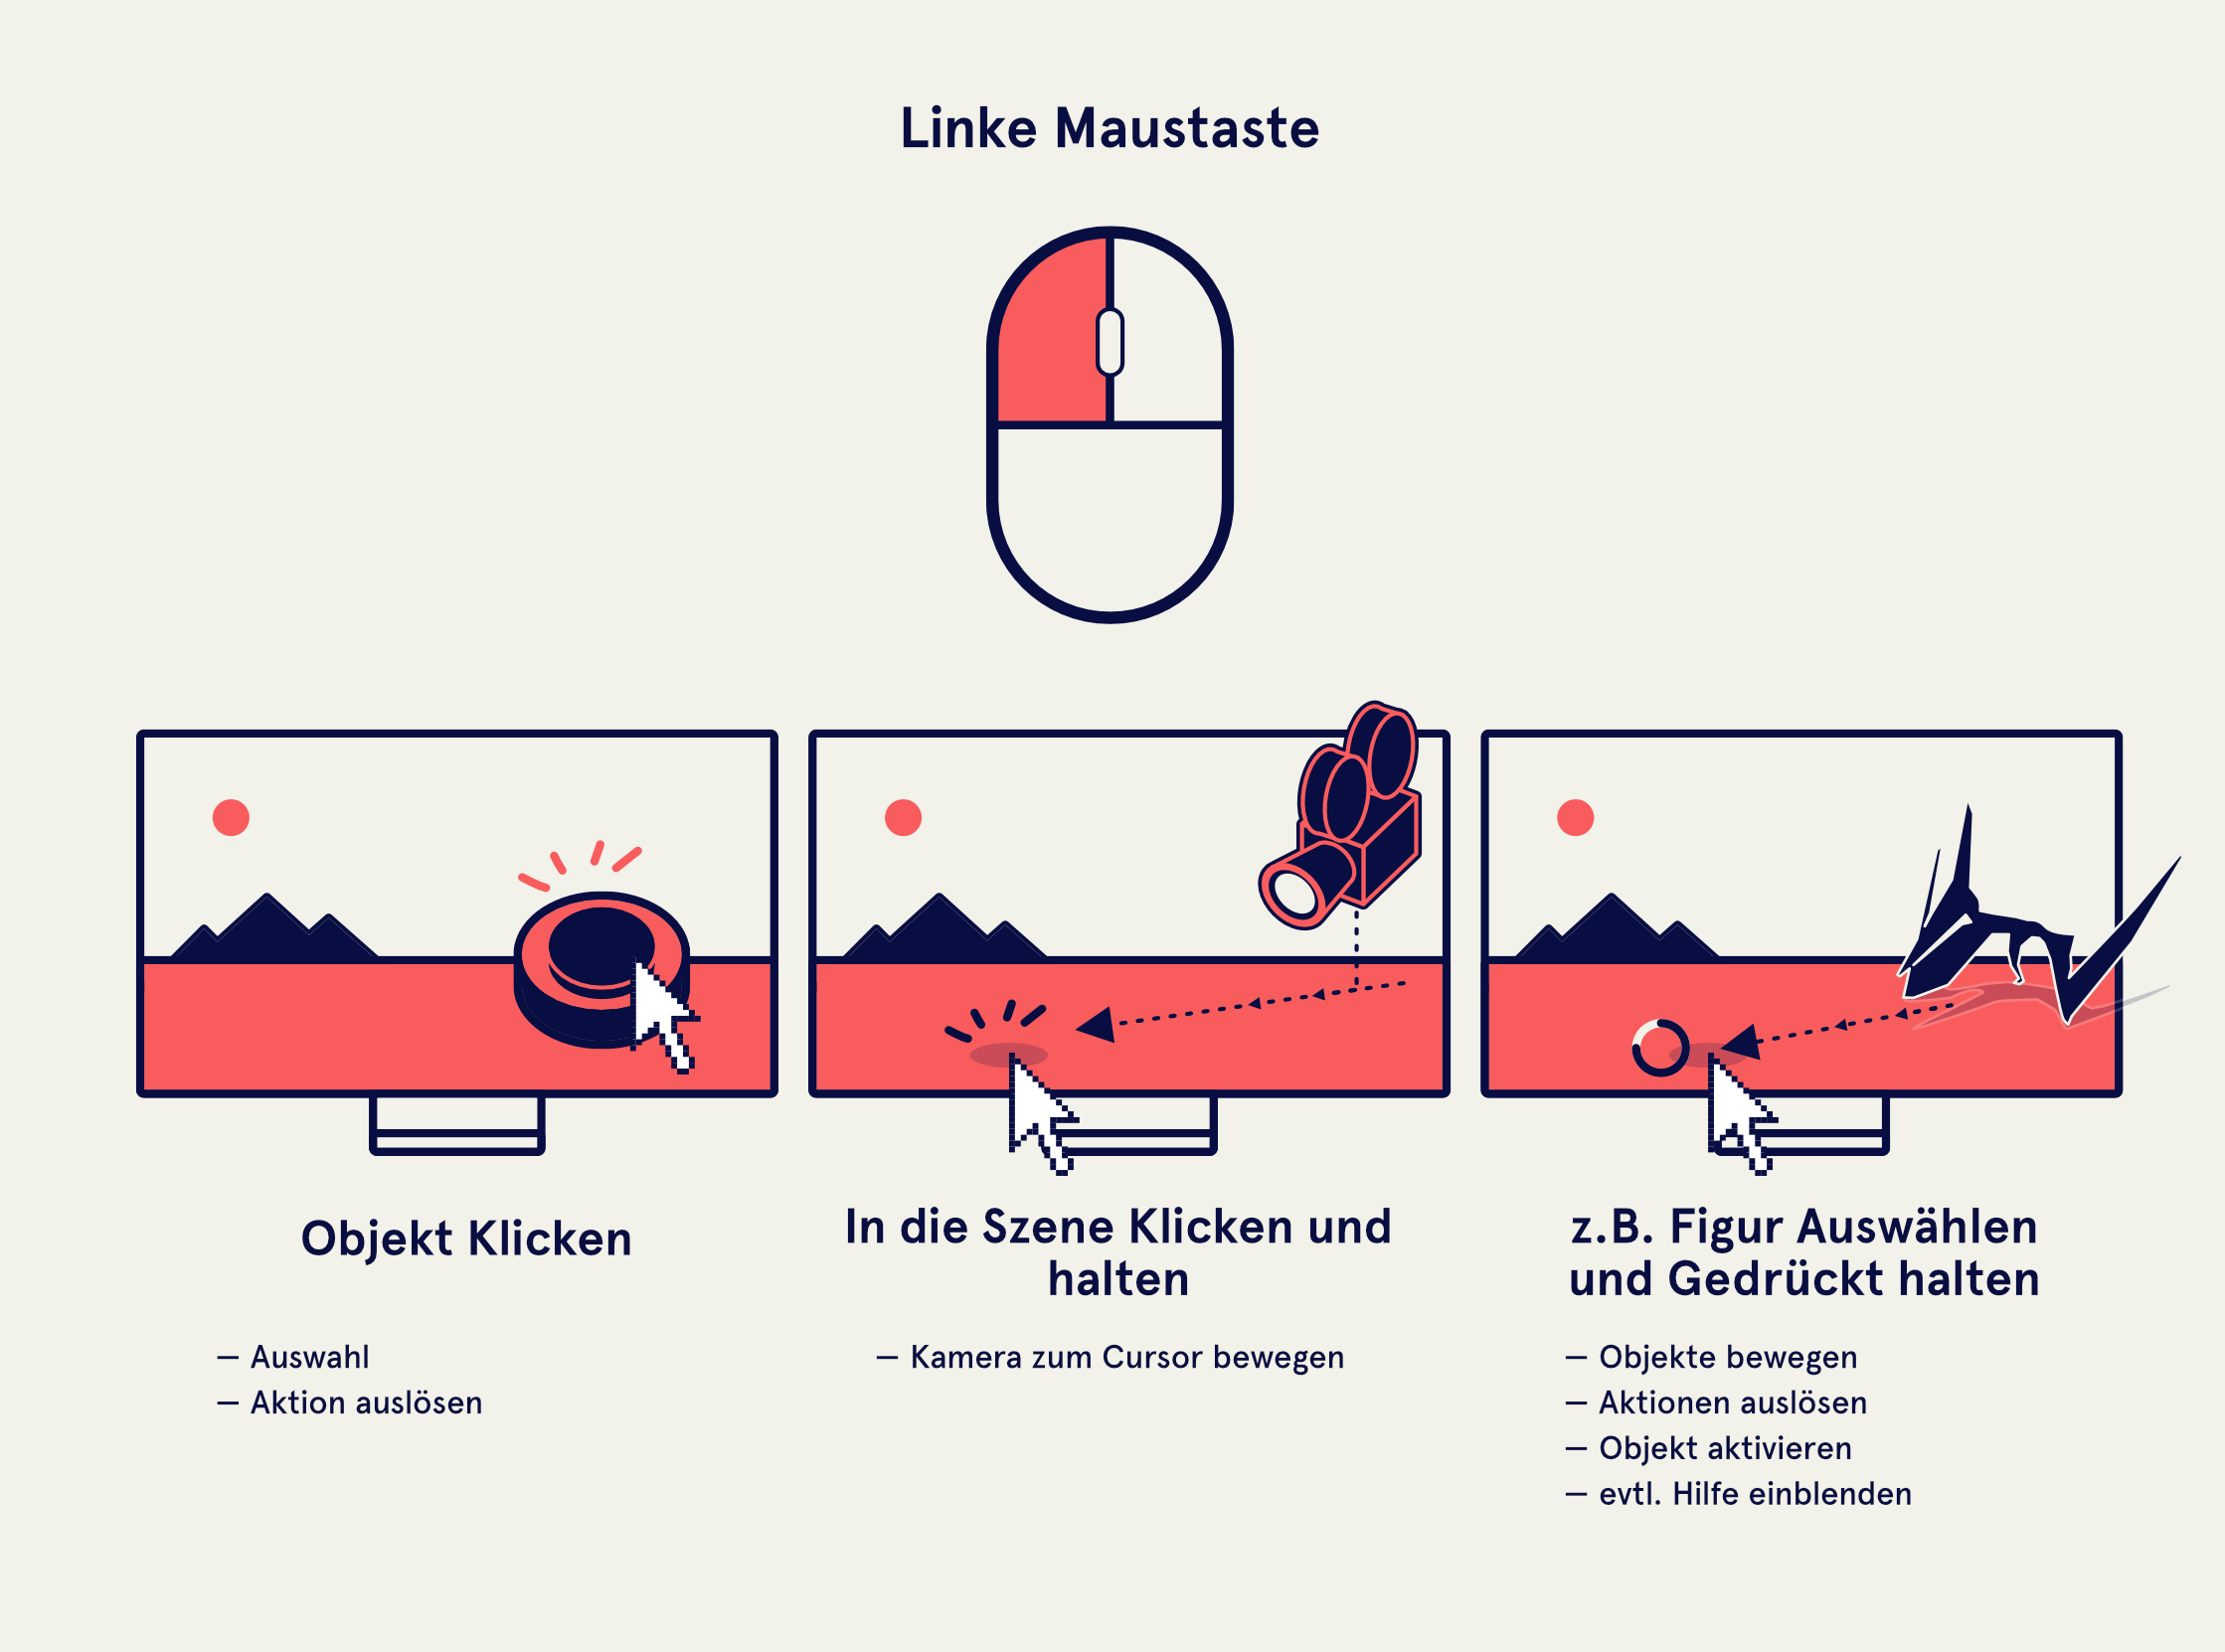 Linke Maustaste
Objekt Klicken
— Auswahl
— Aktion auslösen
In die Szene Klicken und
halten
— Kamera zum Cursor bewegen
z.B. Figur Auswählen
und Gedrückt halten
— Objekte bewegen
— Aktionen auslösen
— Objekt aktivieren
— evtl. Hilfe einblenden